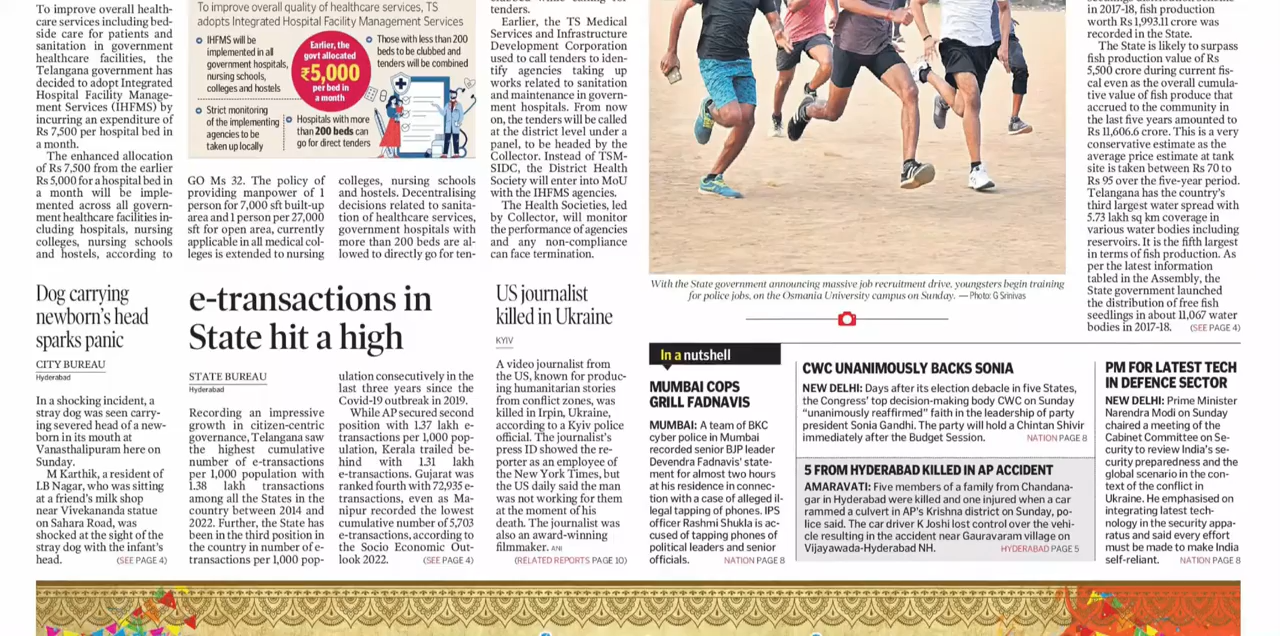 To improve overall health-
care services including bed-
side care for patients and
sanitation in government
healthcare facilities, the
Telangana government has
decided to adopt Integrated
Hospital Facility Manage-
ment Services (IHFMS) by
incurring an expenditure of
Rs 7,500 per hospital bed in
a month.
The enhanced allocation
of Rs 7,500 from the earlier
Rs 5,000 for a hospital bed in
a month will be imple-
mented across all govern-
ment healthcare facilities in-
cluding hospitals, nursing
colleges, nursing schools
and hostels, according to
To improve overall quality of healthcare services, TS
adopts Integrated Hospital Facility Management Services
IHFMS will be
implemented in all
government hospitals,
nursing schools,
colleges and hostels
Strict monitoring
of the implementing
agencies to be
taken up locally
Earlier, the
govt allocated
₹5,000
per bed in
a month
Those with less than 200
beds to be clubbed and
tenders will be combined
Hospitals with more
than 200 beds can
go for direct tenders
GO Ms 32. The policy of
providing manpower of 1
person for 7,000 sft built-up
area and 1 person per 27,000
sft for open area, currently
applicable in all medical col-
leges is extended to nursing
colleges, nursing schools
and hostels. Decentralising
decisions related to sanita-
tion of healthcare services,
government hospitals with
more than 200 beds are al-
lowed to directly go for ten-
tenders.
Earlier, the TS Medical
Services and Infrastructure
Development Corporation
used to call tenders to iden-
tify agencies taking up
works related to sanitation
and maintenance in govern-
ment hospitals. From now
on, the tenders will be called
at the district level under a
panel, to be headed by the
Collector. Instead of TSM-
SIDC, the District Health
Society will enter into MoU
with the IHFMS agencies.
The Health Societies, led
by Collector, will monitor
the performance of agencies
and any non-compliance
can face termination.
With the State government announcing massive job recruitment drive, youngsters begin training
for police jobs, on the Osmania University campus on Sunday. — Photo: G Srinivas
in 2017-18, fish production
worth Rs 1,993.11 crore was
recorded in the State.
The State is likely to surpass
fish production value of Rs
5,500 crore during current fis-
cal even as the overall cumula-
tive value of fish produce that
accrued to the community in
the last five years amounted to
Rs 11,606.6 crore. This is a very
conservative estimate as the
average price estimate at tank
site is taken between Rs 70 to
Rs 95 over the five-year period.
Telangana has the country's
third largest water spread with
5.73 lakh sq km coverage in
various water bodies including
reservoirs. It is the fifth largest
in terms of fish production. As
per the latest information
tabled in the Assembly, the
State government launched
the distribution of free fish
seedlings in about 11,067 water
bodies in 2017-18. (SEE PAGE 4)
Dog carrying
newborn's head
sparks panic
CITY BUREAU
Hyderabad
In a shocking incident, a
stray dog was seen carry-
ing severed head of a new-
born in its mouth at
Vanasthalipuram here on
Sunday.
M Karthik, a resident of
LB Nagar, who was sitting
at a friend's milk shop
near Vivekananda statue
on Sahara Road, was
shocked at the sight of the
stray dog with the infant's
head. (SEE PAGE 4)
e-transactions in
State hit a high
STATE BUREAU
Hyderabad
Recording an impressive
growth in citizen-centric
governance, Telangana saw
the highest cumulative
number of e-transactions
per 1,000 population with
1.38 lakh transactions
among all the States in the
country between 2014 and
2022. Further, the State has
been in the third position in
the country in number of e-
transactions per 1,000 pop-
ulation consecutively in the
last three years since the
Covid-19 outbreak in 2019.
While AP secured second
position with 1.37 lakh e-
transactions per 1,000 popu-
ulation, Kerala trailed be-
hind with 1.31 lakh
e-transactions. Gujarat was
ranked fourth with 72,935 e-
transactions, even as Ma-
nipur recorded the lowest
cumulative number of 5,703
e-transactions, according to
the Socio Economic Out-
look 2022. (SEE PAGE 4)
US journalist
killed in Ukraine
KYIV
A video journalist from
the US, known for produc-
ing humanitarian stories
from conflict zones, was
killed in Irpin, Ukraine,
according to a Kyiv police
official. The journalist's
press ID showed the re-
porter as an employee of
the New York Times, but
the US daily said the man
was not working for them
at the moment of his
death. The journalist was
also an award-winning
filmmaker. ANI
(RELATED REPORTS PAGE 10)
In a nutshell
MUMBAI COPS
GRILL FADNAVIS
MUMBAI: A team of BKC
cyber police in Mumbai
recorded senior BJP leader
Devendra Fadnavis' state-
ment for almost two hours
at his residence in connec-
tion with a case of alleged il-
legal tapping of phones. IPS
officer Rashmi Shukla is ac-
cused of tapping phones of
political leaders and senior
officials. NATION PAGE 8
CWC UNANIMOUSLY BACKS SONIA
NEW DELHI: Days after its election debacle in five States,
the Congress' top decision-making body CWC on Sunday
"unanimously reaffirmed" faith in the leadership of party
president Sonia Gandhi. The party will hold a Chintan Shivir
immediately after the Budget Session. NATION PAGE 8
5 FROM HYDERABAD KILLED IN AP ACCIDENT
AMARAVATI: Five members of a family from Chandana-
gar in Hyderabad were killed and one injured when a car
rammed a culvert in AP's Krishna district on Sunday, po-
lice said. The car driver K Joshi lost control over the vehi-
cle resulting in the accident near Gauravaram village on
Vijayawada-Hyderabad NH. HYDERABAD PAGE 5
PM FOR LATEST TECH
IN DEFENCE SECTOR
NEW DELHI: Prime Minister
Narendra Modi on Sunday
chaired a meeting of the
Cabinet Committee on Se-
curity to review India's se-
curity preparedness and the
global scenario in the con-
text of the conflict in
Ukraine. He emphasised on
integrating latest tech-
nology in the security appa-
ratus and said every effort
must be made to make India
self-reliant. NATION PAGE 8